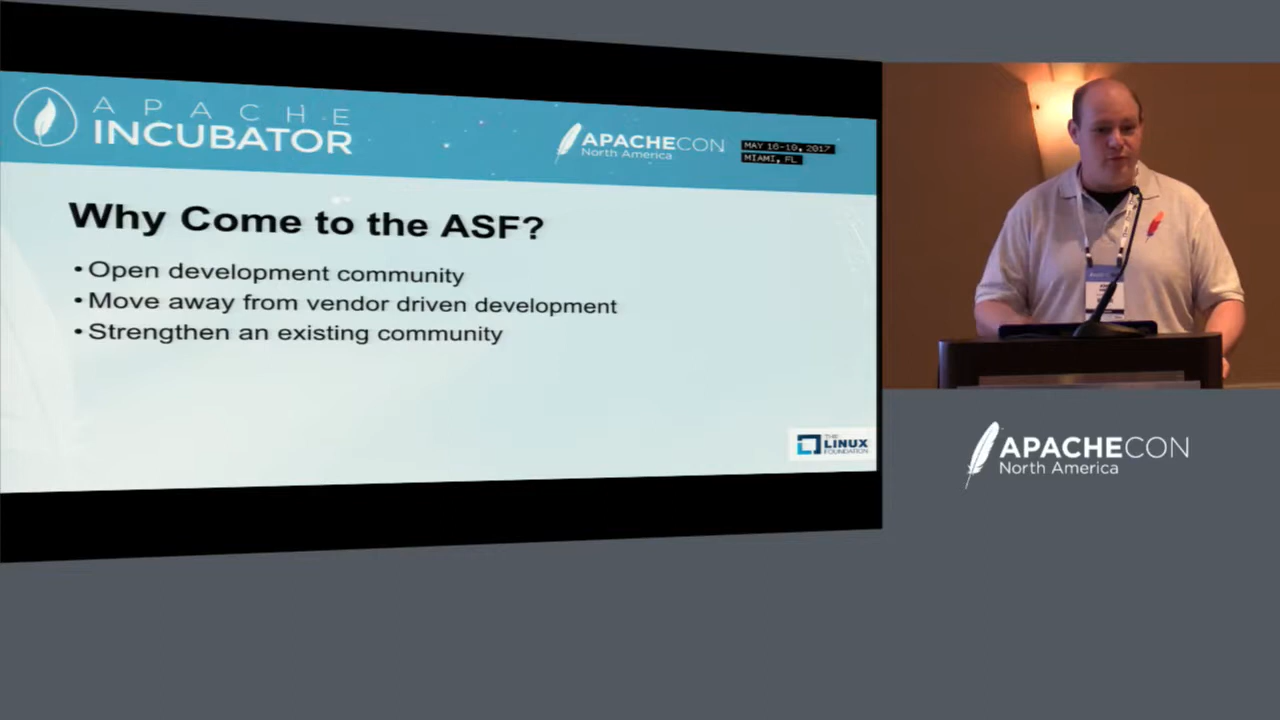 APACHE
INCUBATOR
APACHECON
North America
MAY 16-18, 2017
MIAMI, FL
Why Come to the ASF?
• Open development community
• Move away from vendor driven development
• Strengthen an existing community
THE
LINUX
FOUNDATION
APACHECON
North America